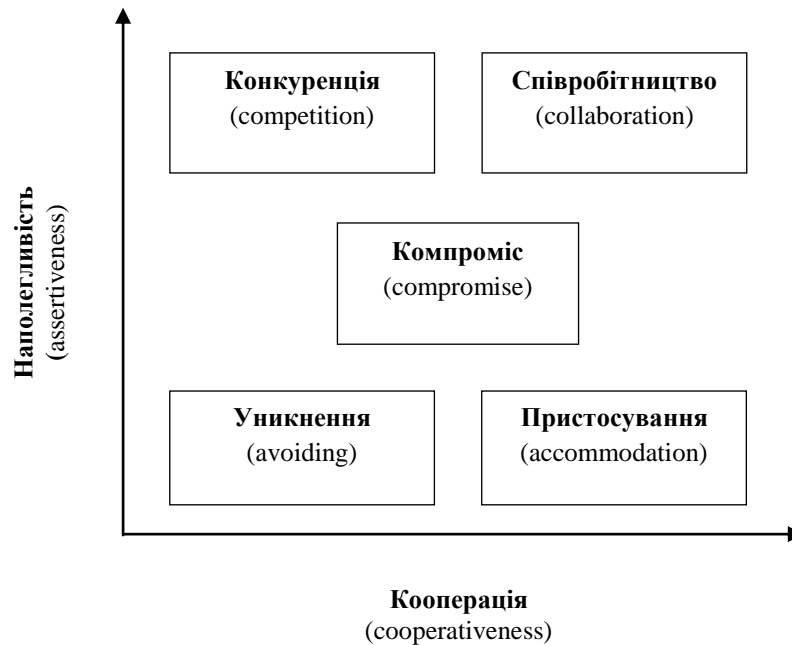 Конкуренція
(competition)
Співробітництво
(collaboration)
Наполегливість
(assertiveness)
Компроміс
(compromise)
Уникнення
(avoiding)
Пристосування
(accommodation)
Кооперація
(cooperativeness)